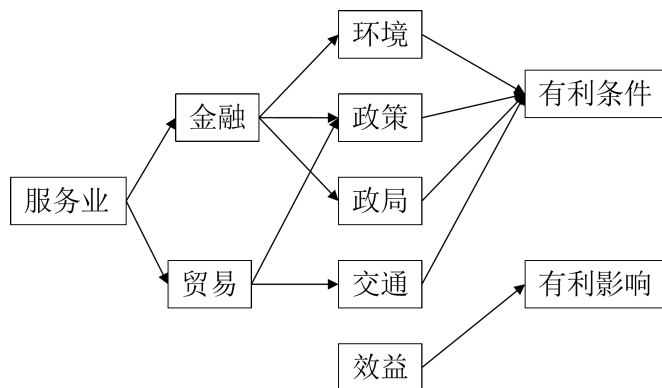 环境
金融
政策
有利条件
服务业
政局
贸易
交通
有利影响
效益